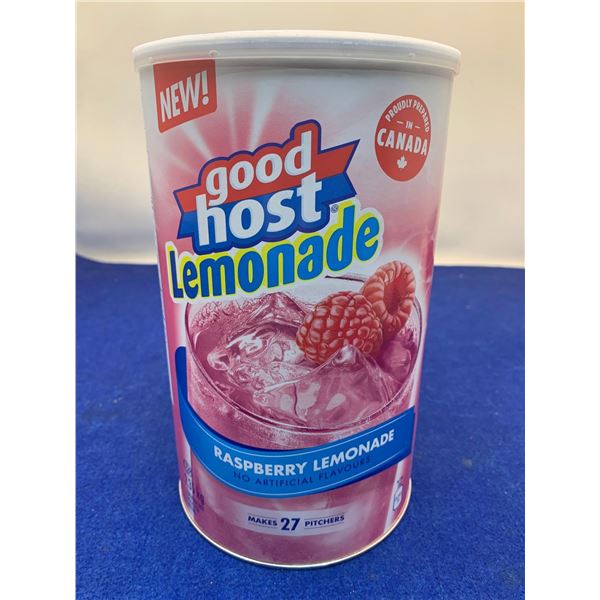 NEW!
PROUDLY PREPARED
IN
CANADA
good
host®
Lemonade
RASPBERRY LEMONADE
NO ARTIFICIAL FLAVOURS
MAKES 27 PITCHERS